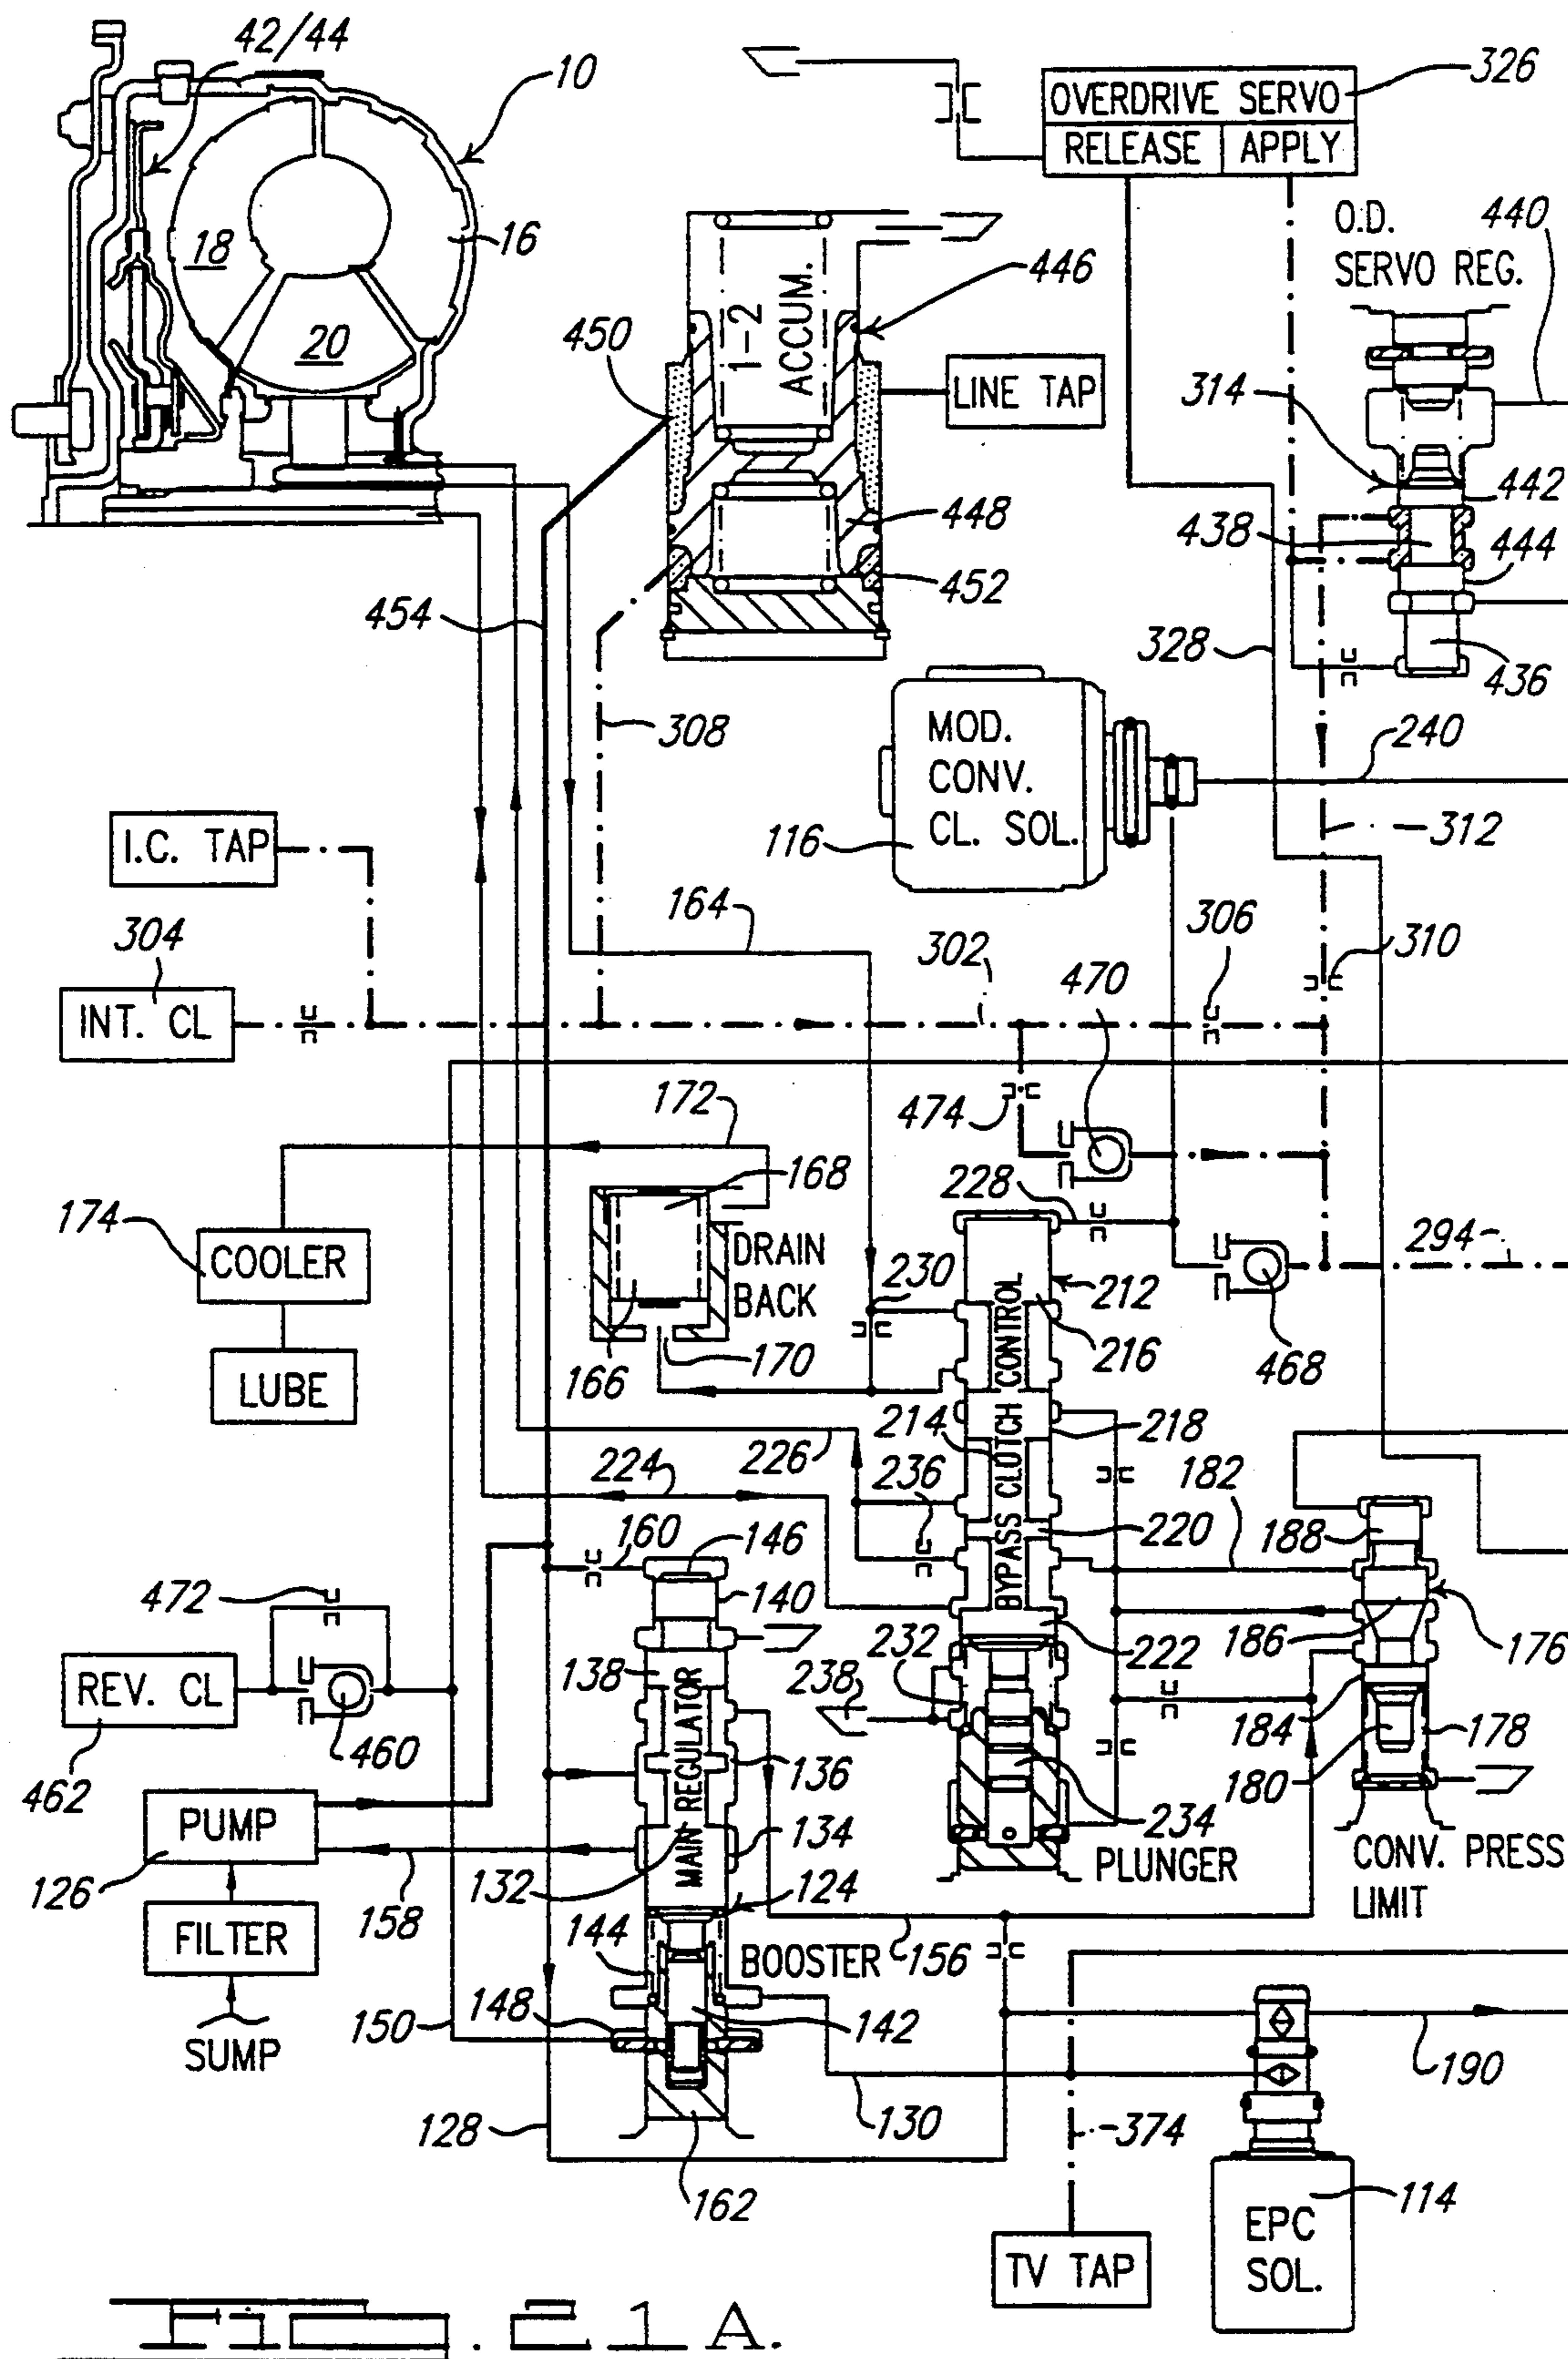 42/44
10
326
OVERDRIVE SERVO
RELEASE
APPLY
O.D.
SERVO REG.
440
18
16
20
1-2
ACCUM.
446
450
LINE TAP
314
442
438
444
448
452
454
328
436
308
MOD.
CONV.
CL. SOL.
240
116
312
I.C. TAP
164
304
302
470
306
310
INT. CL
474
172
168
228
174
COOLER
DRAIN
BACK
230
212
294
166
170
216
468
LUBE
BYPASS CLUTCH CONTROL
214
218
226
224
236
182
160
146
220
188
472
140
232
222
186
176
REV. CL
138
238
184
178
460
MAIN REGULATOR
462
136
180
PUMP
234
PLUNGER
CONV. PRESS
LIMIT
126
134
132
124
158
FILTER
144
BOOSTER
156
148
142
150
SUMP
190
130
128
374
162
114
EPC
SOL.
TV TAP
FIG. 21A.